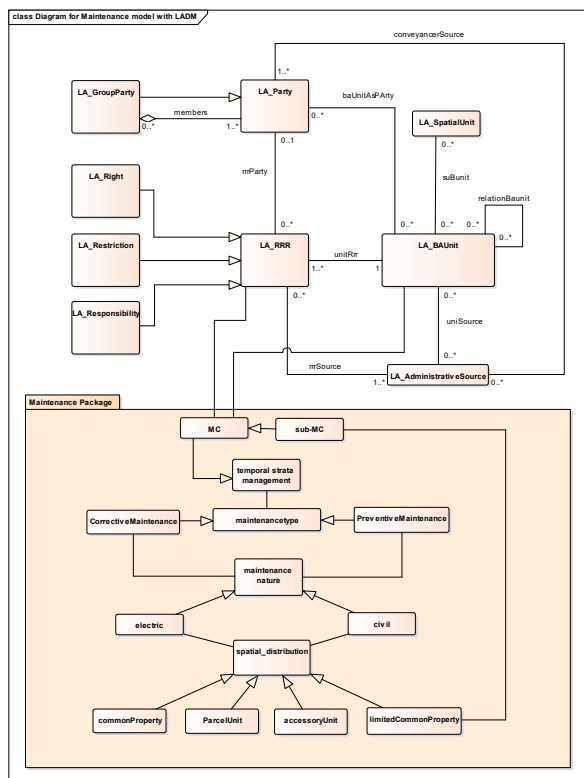 class Diagram for Maintenance model with LADM
conveyancerSource
LA_GroupParty
LA_Party
1..*
members
0..*
1..*
baUnitAsPArty
0..*
0..1
LA_SpatialUnit
0..*
LA_Right
rrrParty
suBunit
relationBaunit
0..*
0..*
0..*
0..*
0..*
LA_Restriction
LA_RRR
unitRrr
LA_BAUnit
0..*
1..*
1
0..*
0..*
LA_Responsibility
uniSource
rrrSource
0..*
1..*
LA_AdministrativeSource
0..*
Maintenance Package
MC
sub-MC
temporal strata
management
CorrectiveMaintenance
maintenancetype
PreventiveMaintenance
maintenance
nature
electric
civil
spatial_distribution
commonProperty
ParcelUnit
accessoryUnit
limitedCommonProperty